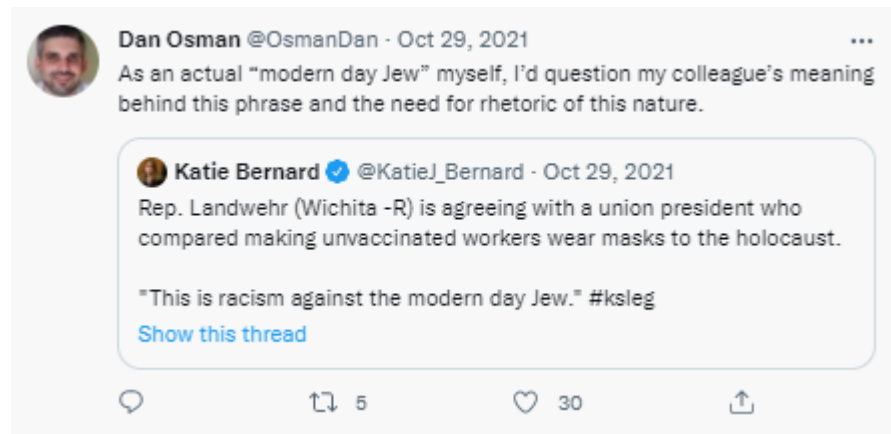 Dan Osman @OsmanDan · Oct 29, 2021
As an actual “modern day Jew” myself, I’d question my colleague’s meaning
behind this phrase and the need for rhetoric of this nature.
Katie Bernard @KatieJ_Bernard · Oct 29, 2021
Rep. Landwehr (Wichita -R) is agreeing with a union president who
compared making unvaccinated workers wear masks to the holocaust.
"This is racism against the modern day Jew." #ksleg
Show this thread
5 30